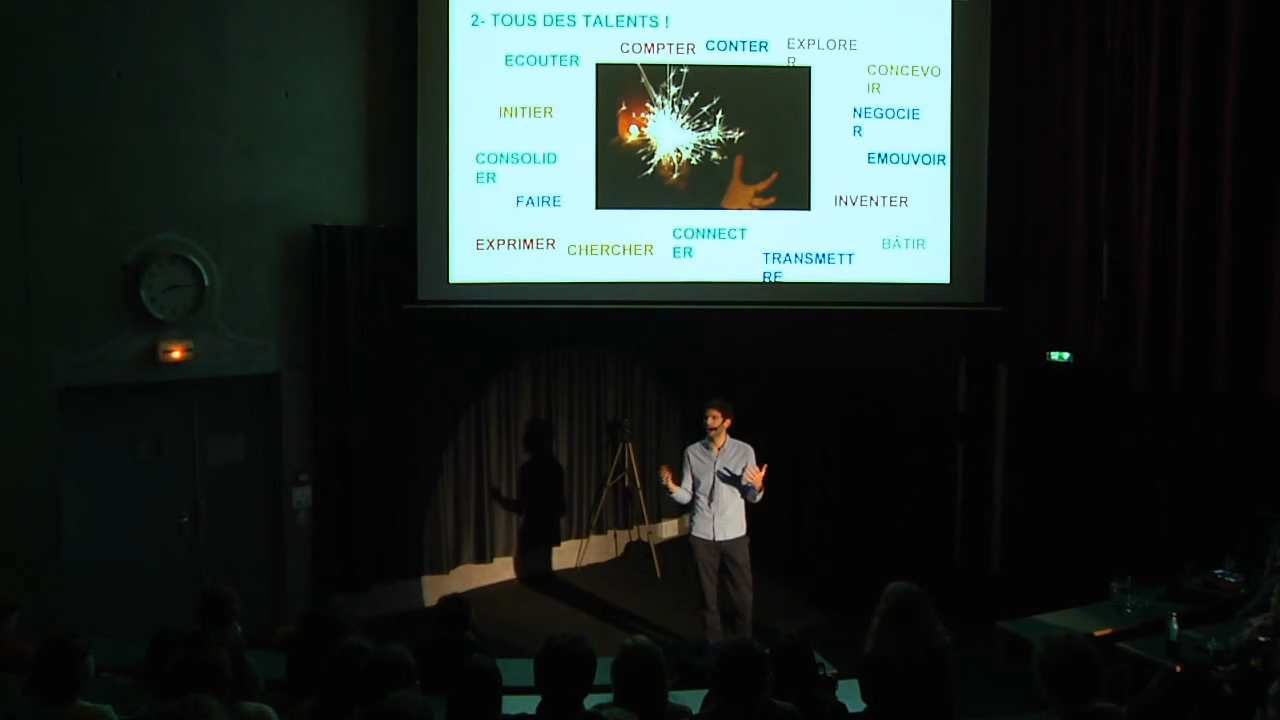 2- TOUS DES TALENTS !
COMPTER
CONTER
EXPLORE
R
ECOUTER
CONCEVO
IR
INITIER
NEGOCIE
R
CONSOLID
ER
EMOUVOIR
FAIRE
INVENTER
EXPRIMER
CHERCHER
CONNECT
ER
BÂTIR
TRANSMETT
RE